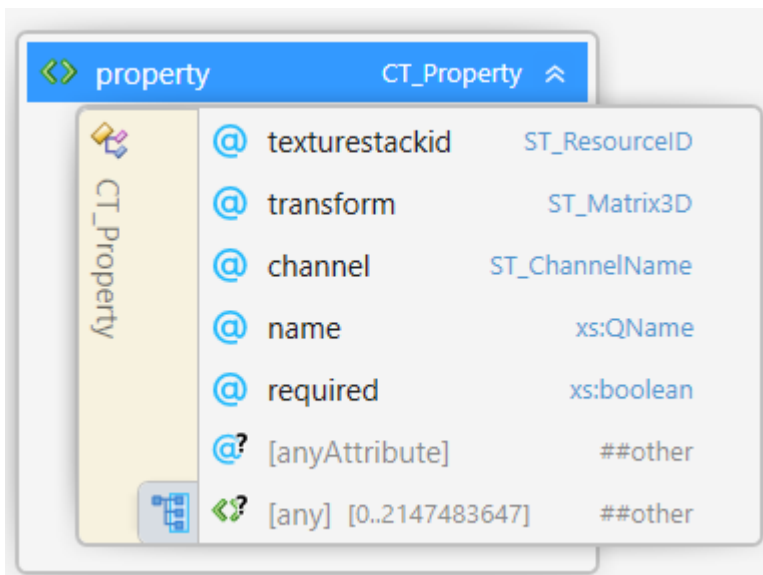 property CT_Property
CT_Property
@ texturestackid ST_ResourceID
@ transform ST_Matrix3D
@ channel ST_ChannelName
@ name xs:QName
@ required xs:boolean
@? [anyAttribute] ##other
<>? [any] [0..2147483647] ##other